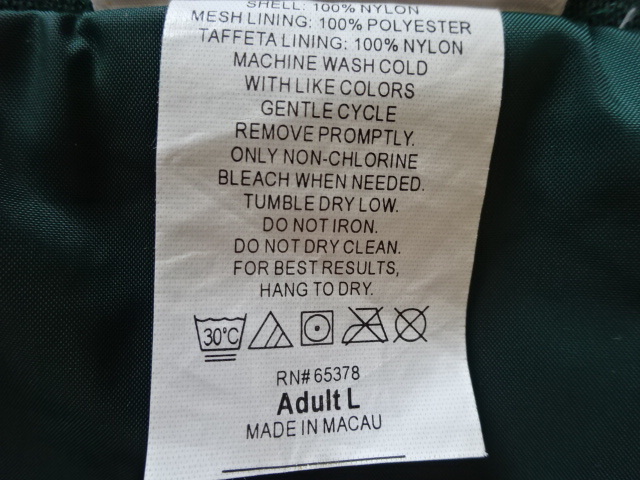 SHELL: 100% NYLON
MESH LINING: 100% POLYESTER
TAFFETA LINING: 100% NYLON
MACHINE WASH COLD
WITH LIKE COLORS
GENTLE CYCLE
REMOVE PROMPTLY.
ONLY NON-CHLORINE
BLEACH WHEN NEEDED.
TUMBLE DRY LOW.
DO NOT IRON.
DO NOT DRY CLEAN.
FOR BEST RESULTS,
HANG TO DRY.
30°C
RN# 65378
Adult L
MADE IN MACAU